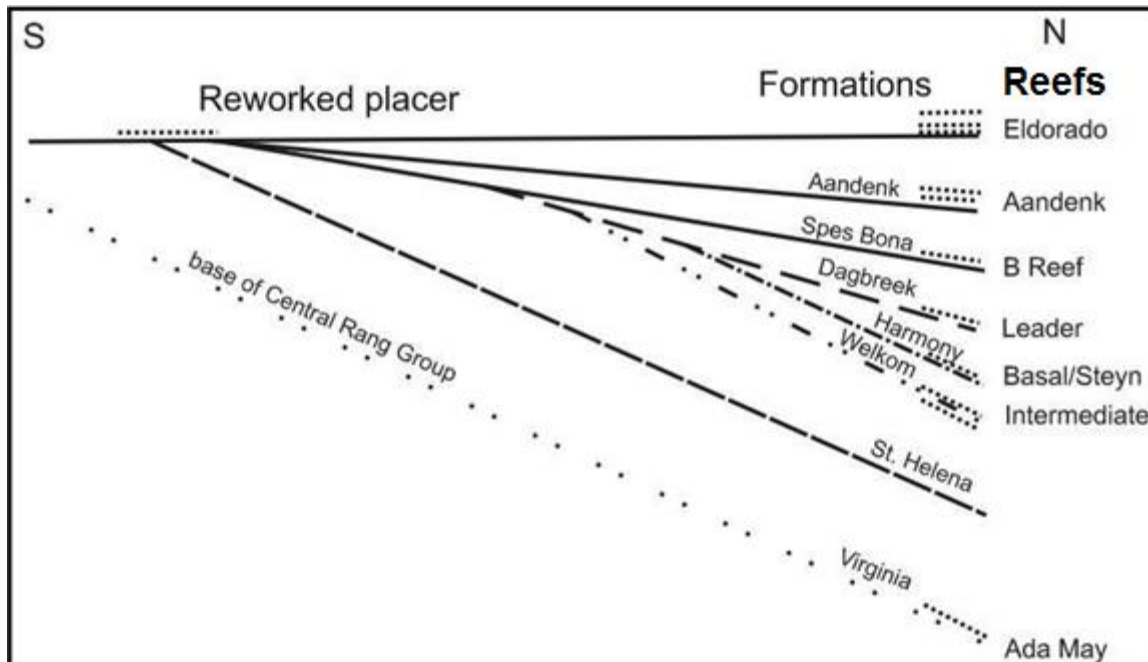 S
N
Reworked placer
Formations
Reefs
Eldorado
Aandenk
Aandenk
Spes Bona
B Reef
Dagbreek
Leader
Harmony
Basal/Steyn
Welkom
Intermediate
base of Central Rang Group
St. Helena
Virginia
Ada May